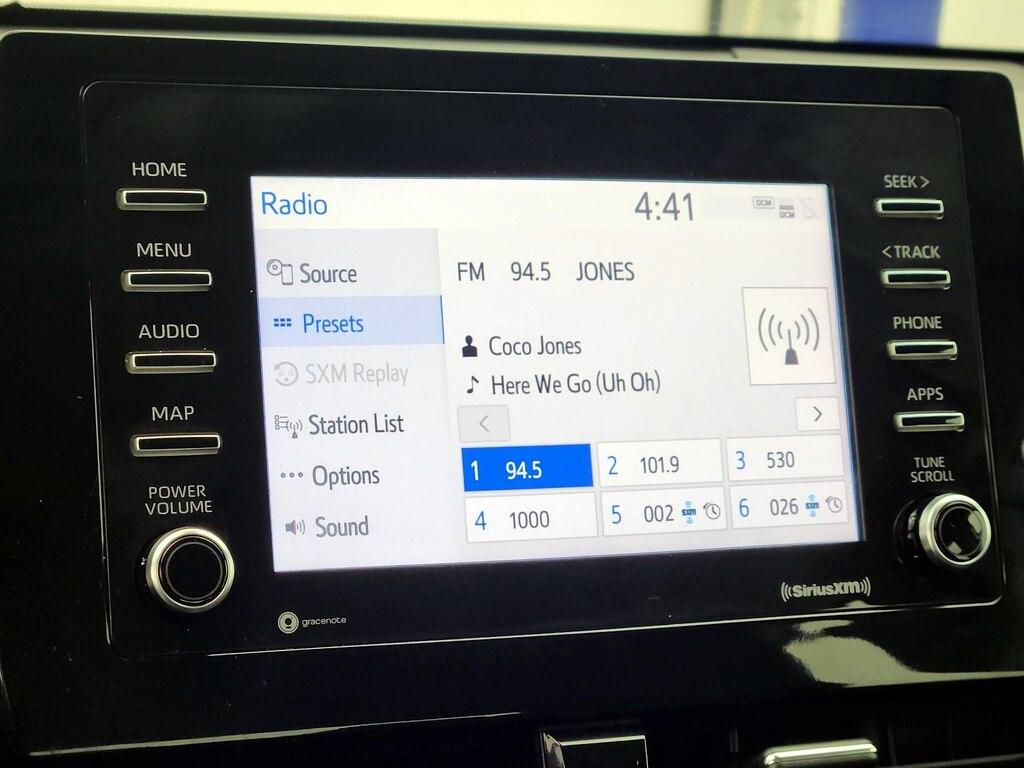 HOME
MENU
AUDIO
MAP
POWER
VOLUME
Radio
4:41
DCM
DCM
Source
Presets
SXM Replay
Station List
Options
Sound
FM 94.5 JONES
Coco Jones
Here We Go (Uh Oh)
<
>
1 94.5
2 101.9
3 530
4 1000
5 002 sxm
6 026 sxm
SEEK >
< TRACK
PHONE
APPS
TUNE
SCROLL
gracenote
((SiriusXM))